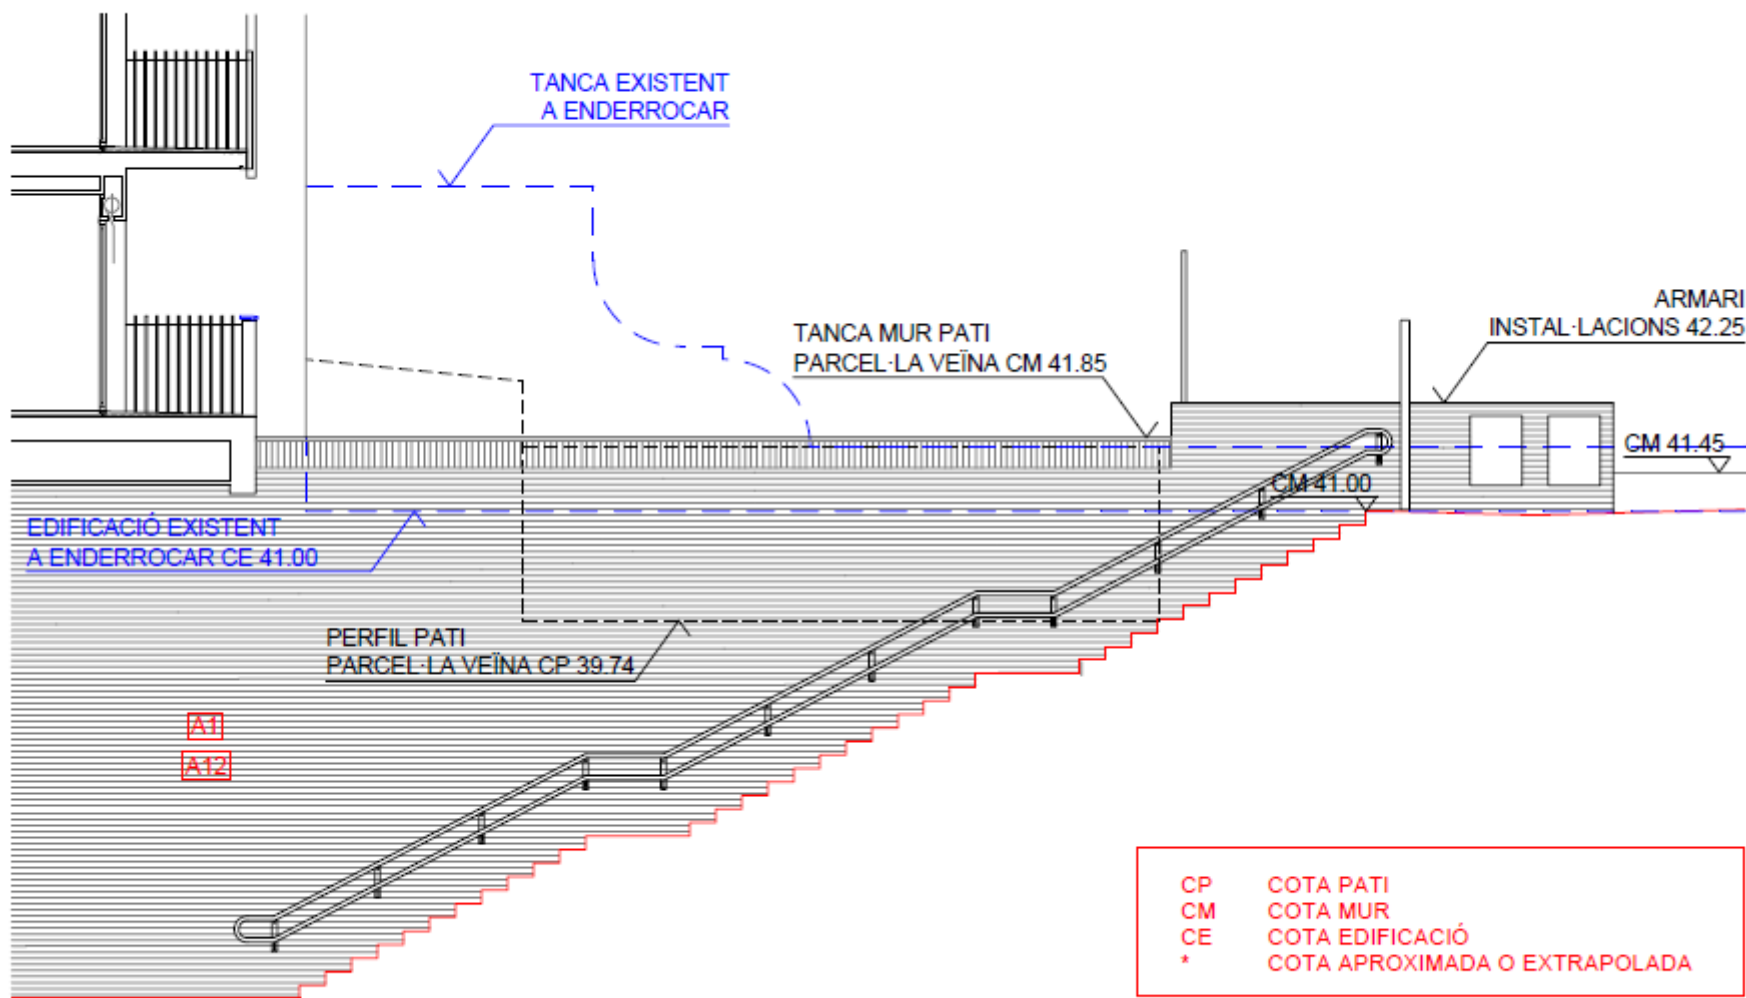 TANCA EXISTENT
A ENDERROCAR
ARMARI
INSTAL·LACIONS 42.25
TANCA MUR PATI
PARCEL·LA VEÏNA CM 41.85
CM 41.45
CM 41.00
EDIFICACIÓ EXISTENT
A ENDERROCAR CE 41.00
PERFIL PATI
PARCEL·LA VEÏNA CP 39.74
A1
A12
CP COTA PATI
CM COTA MUR
CE COTA EDIFICACIÓ
* COTA APROXIMADA O EXTRAPOLADA